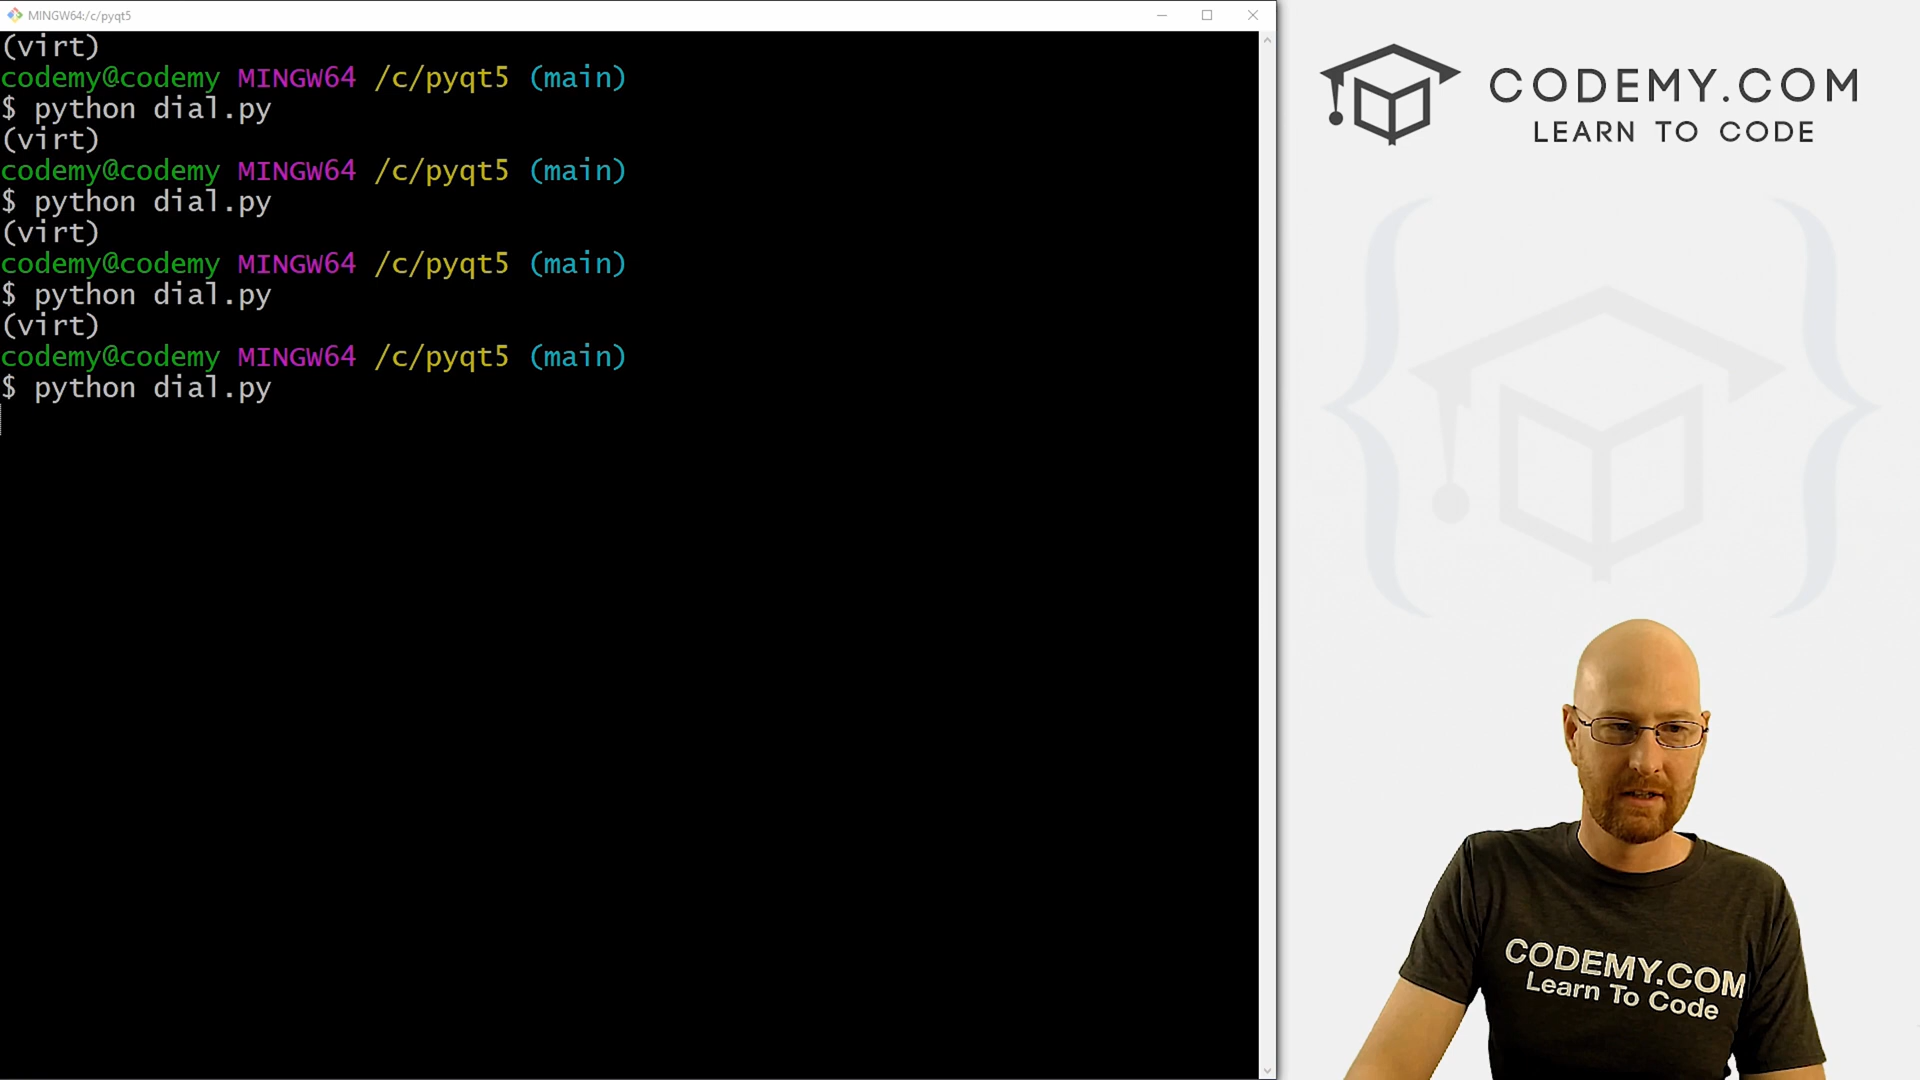 MINGW64:/c/pyqt5
(virt)
codemy@codemy MINGW64 /c/pyqt5 (main)
$ python dial.py
(virt)
codemy@codemy MINGW64 /c/pyqt5 (main)
$ python dial.py
(virt)
codemy@codemy MINGW64 /c/pyqt5 (main)
$ python dial.py
(virt)
codemy@codemy MINGW64 /c/pyqt5 (main)
$ python dial.py
CODEMY.COM
LEARN TO CODE
CODEMY.COM
Learn To Code